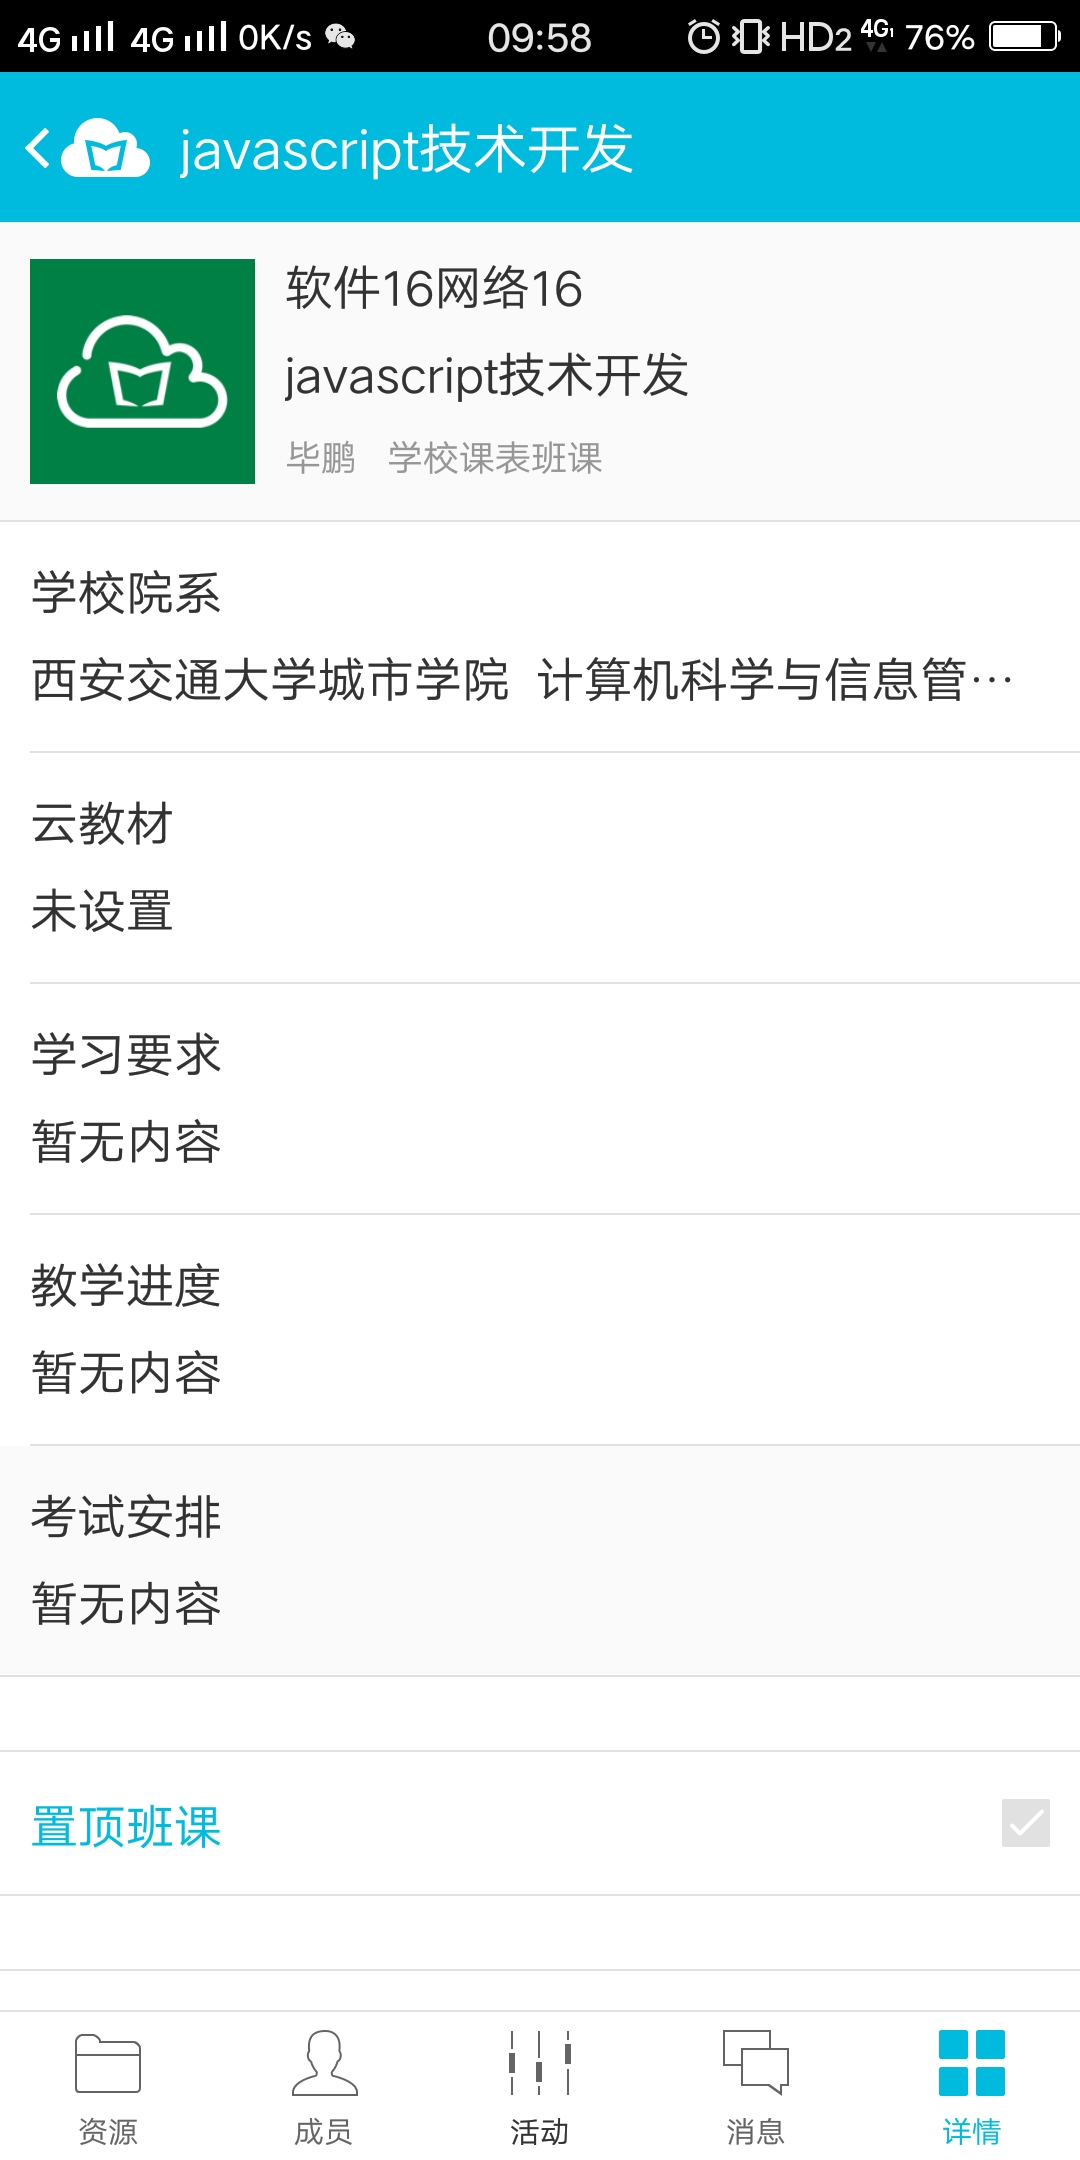 4G 4G 0K/s 09:58 HD2 4G1 76%
javascript技术开发
软件16网络16
javascript技术开发
毕鹏 学校课表班课
学校院系
西安交通大学城市学院 计算机科学与信息管…
云教材
未设置
学习要求
暂无内容
教学进度
暂无内容
考试安排
暂无内容
置顶班课
资源 成员 活动 消息 详情